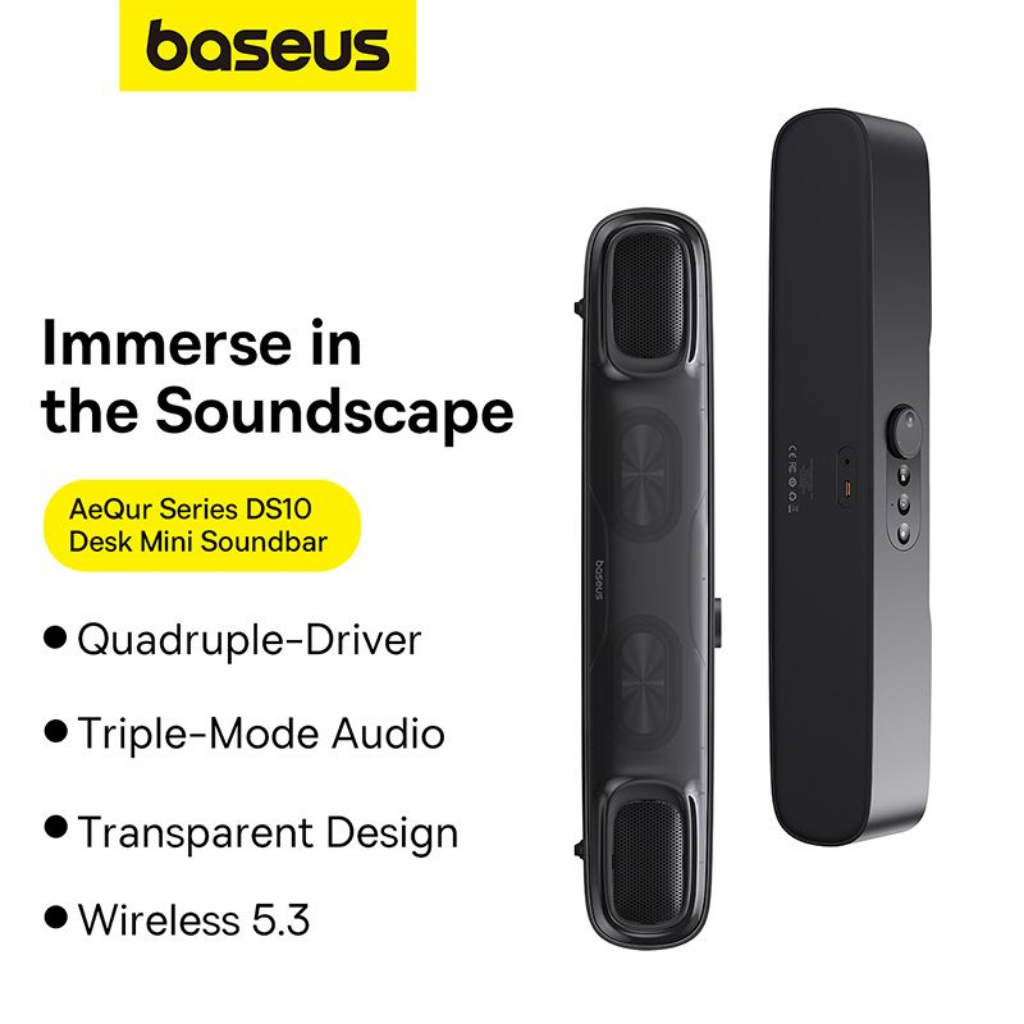 baseus
Immerse in
the Soundscape
AeQur Series DS10
Desk Mini Soundbar
● Quadruple-Driver
● Triple-Mode Audio
● Transparent Design
● Wireless 5.3
baseus